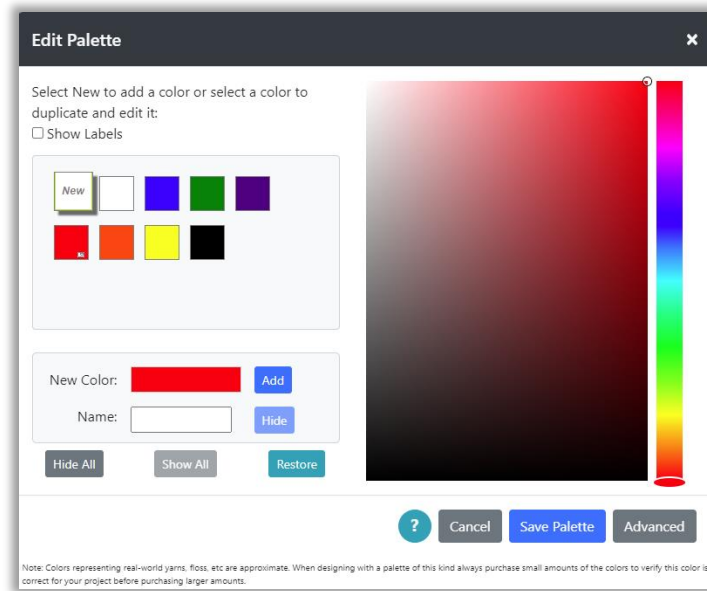 Edit Palette
×
Select New to add a color or select a color to
duplicate and edit it:
Show Labels
New
New Color:
Add
Name:
Hide
Hide All
Show All
Restore
?
Cancel
Save Palette
Advanced
Note: Colors representing real-world yarns, floss, etc are approximate. When designing with a palette of this kind always purchase small amounts of the colors to verify this color is
correct for your project before purchasing larger amounts.